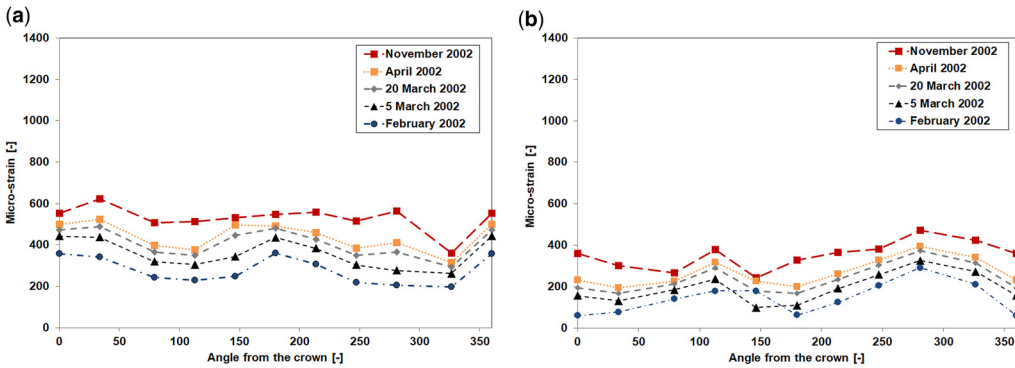 (a)
1400
1200
1000
800
600
400
200
0
Micro-strain [-]
0 50 100 150 200 250 300 350
Angle from the crown [-]
November 2002
April 2002
20 March 2002
5 March 2002
February 2002
(b)
1400
1200
1000
800
600
400
200
0
Micro-strain [-]
0 50 100 150 200 250 300 350
Angle from the crown [-]
November 2002
April 2002
20 March 2002
5 March 2002
February 2002